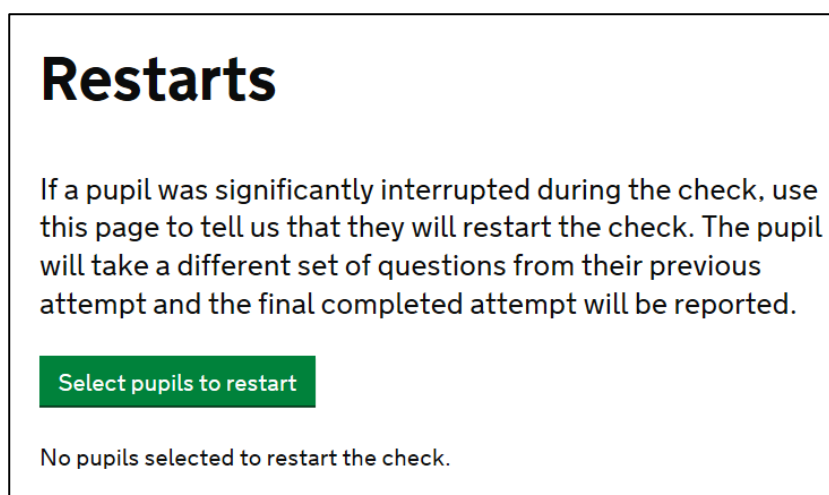 Restarts
If a pupil was significantly interrupted during the check, use
this page to tell us that they will restart the check. The pupil
will take a different set of questions from their previous
attempt and the final completed attempt will be reported.
Select pupils to restart
No pupils selected to restart the check.